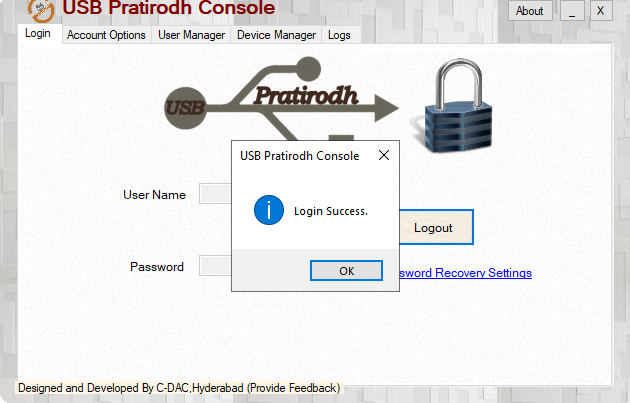 USB Pratirodh Console
About _ X
Login Account Options User Manager Device Manager Logs
USB Pratirodh
USB Pratirodh Console
Login Success.
OK
User Name
Logout
Password
sword Recovery Settings
Designed and Developed By C-DAC,Hyderabad (Provide Feedback)